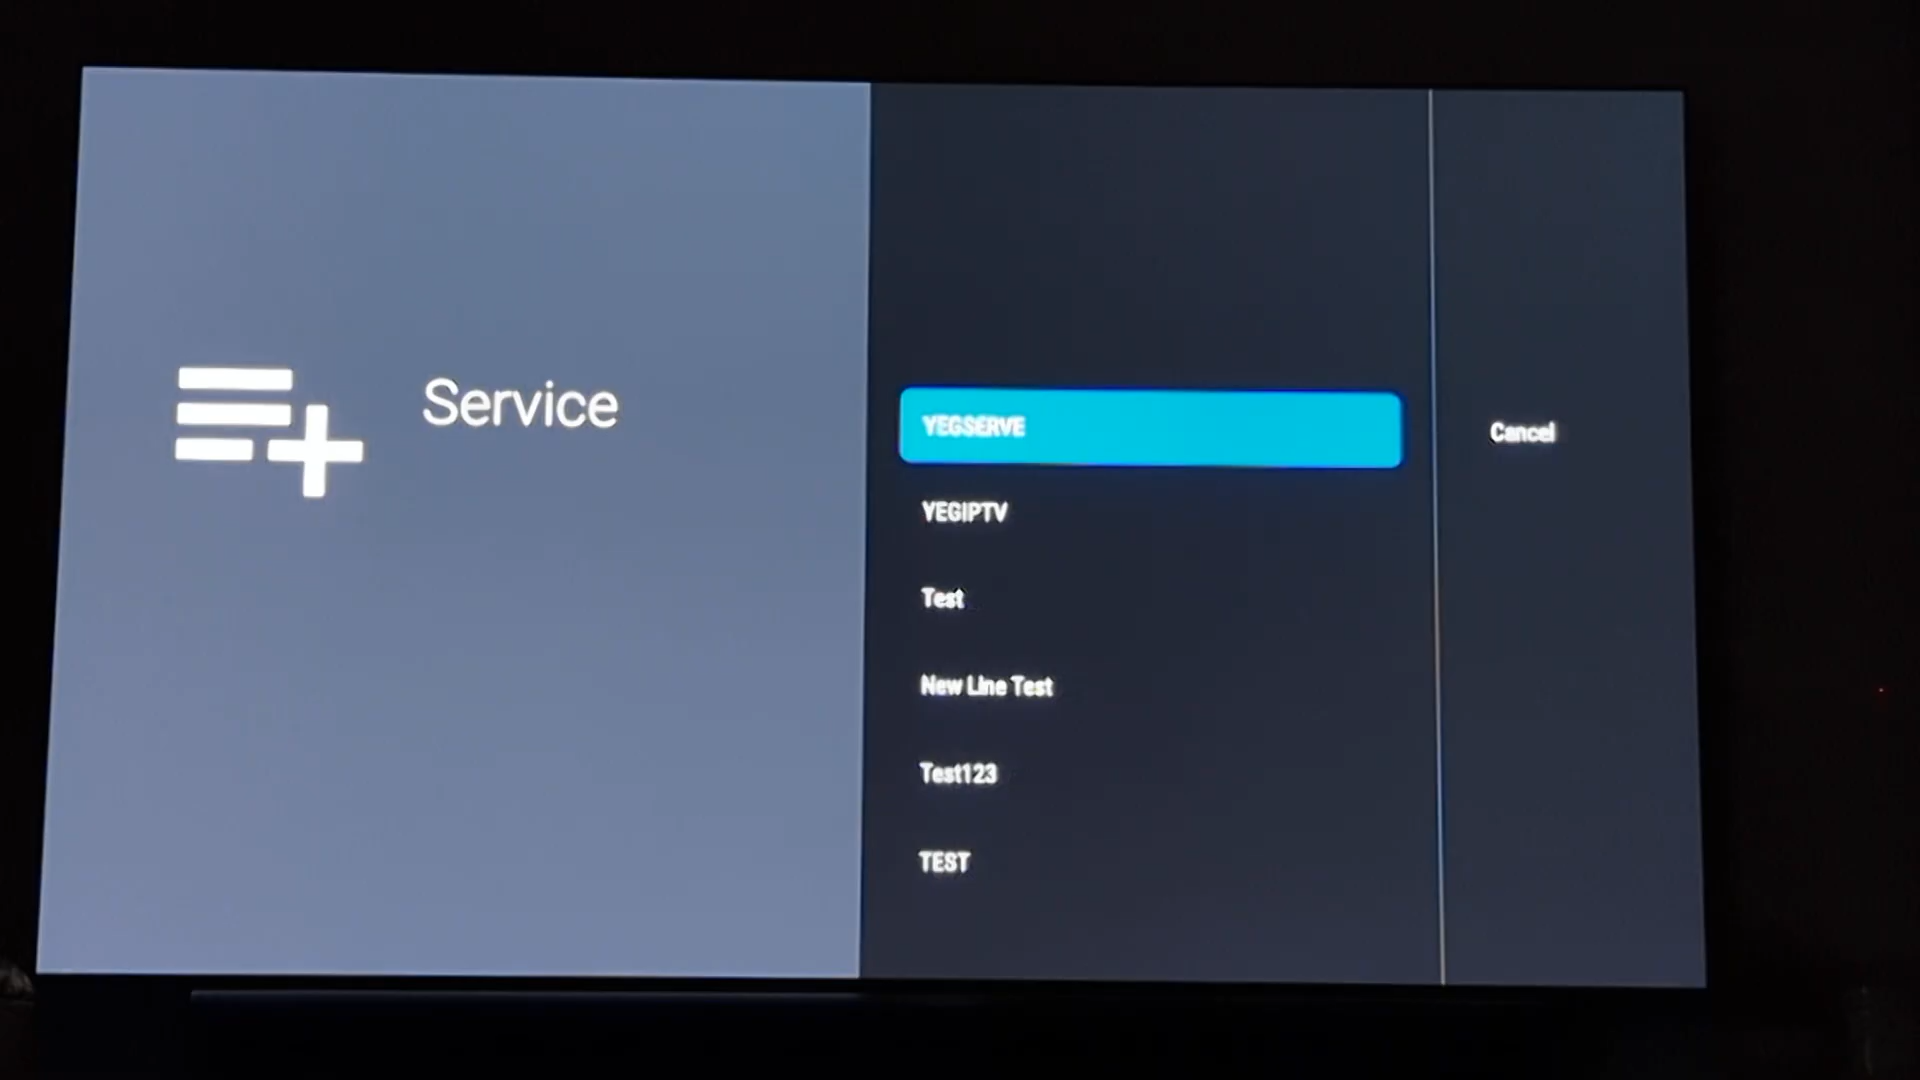 Service
YEGSERVE
Cancel
YEGIPTV
Test
New Line Test
Test123
TEST